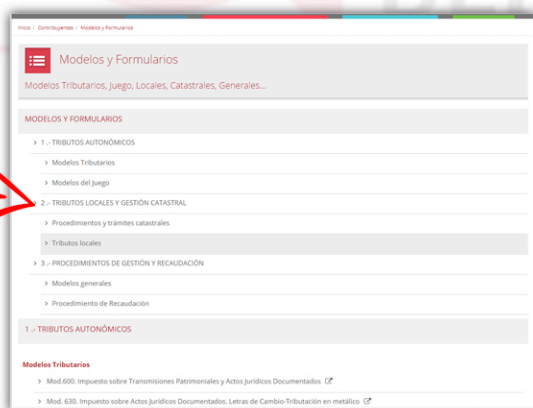 Inicio / Contribuyentes / Modelos y Formularios
Modelos y Formularios
Modelos Tributarios, Juego, Locales, Catastrales, Generales...
MODELOS Y FORMULARIOS
> 1 .- TRIBUTOS AUTONÓMICOS
> Modelos Tributarios
> Modelos del Juego
> 2 .- TRIBUTOS LOCALES Y GESTIÓN CATASTRAL
> Procedimientos y trámites catastrales
> Tributos locales
> 3 .- PROCEDIMIENTOS DE GESTIÓN Y RECAUDACIÓN
> Modelos generales
> Procedimiento de Recaudación
1 .- TRIBUTOS AUTONÓMICOS
Modelos Tributarios
> Mod.600. Impuesto sobre Transmisiones Patrimoniales y Actos Jurídicos Documentados
> Mod. 630. Impuesto sobre Actos Jurídicos Documentados. Letras de Cambio-Tributación en metálico